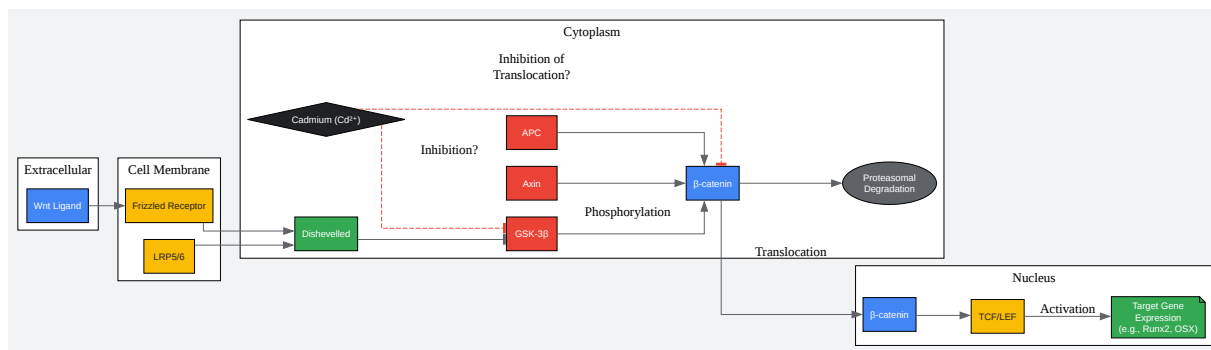 Cytoplasm
Inhibition of
Translocation?
Cadmium (Cd²⁺)
APC
Inhibition?
Extracellular
Cell Membrane
Axin
β-catenin
Proteasomal
Degradation
Wnt Ligand
Frizzled Receptor
Phosphorylation
Dishevelled
GSK-3β
LRP5/6
Translocation
Nucleus
β-catenin
TCF/LEF
Activation
Target Gene
Expression
(e.g., Runx2, OSX)